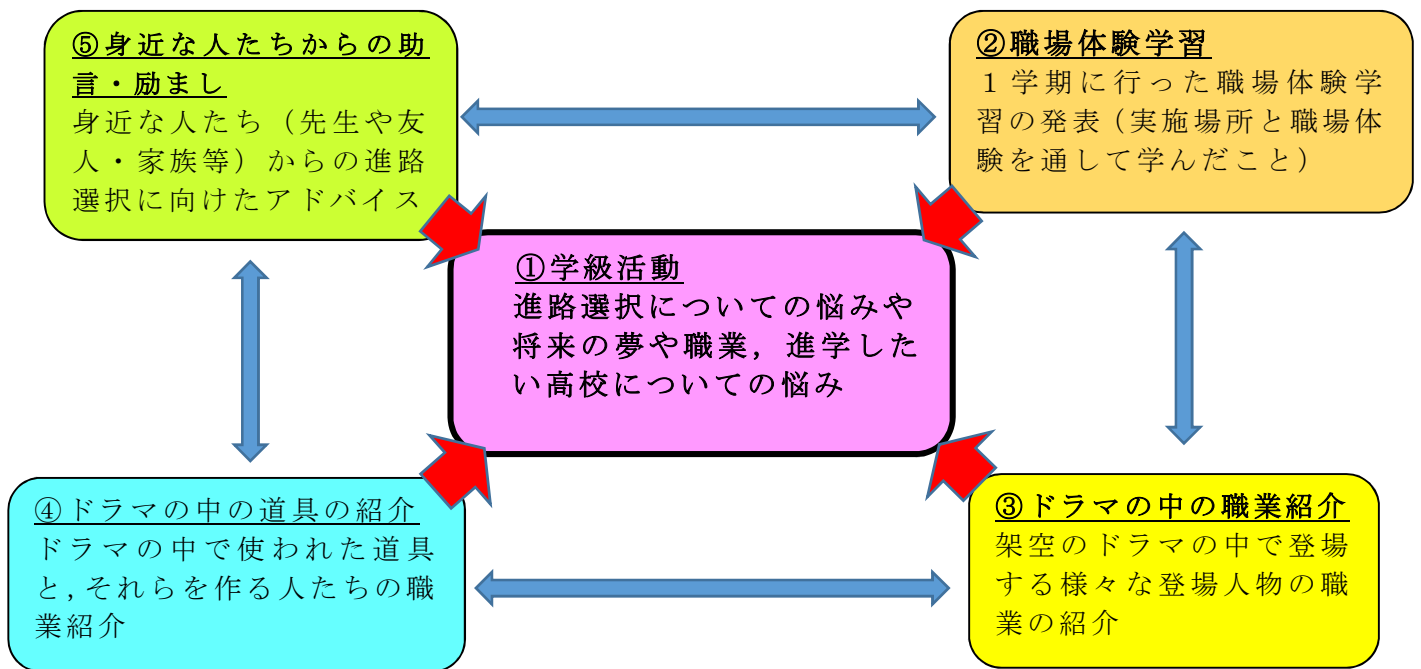 ⑤身近な人たちからの助
言・励まし
身近な人たち（先生や友
人・家族等）からの進路
選択に向けたアドバイス
②職場体験学習
１学期に行った職場体験学
習の発表（実施場所と職場体
験を通して学んだこと）
①学級活動
進路選択についての悩みや
将来の夢や職業，進学した
い高校についての悩み
④ドラマの中の道具の紹介
ドラマの中で使われた道具
と，それらを作る人たちの職
業紹介
③ドラマの中の職業紹介
架空のドラマの中で登場
する様々な登場人物の職
業の紹介